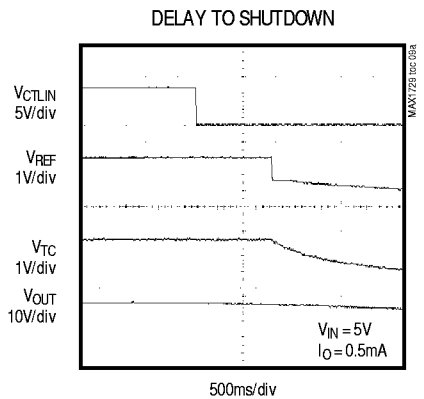 DELAY TO SHUTDOWN
MAX1729 toc 09a
VCTLIN
5V/div
VREF
1V/div
VTC
1V/div
VOUT
10V/div
VIN = 5V
IO = 0.5mA
500ms/div